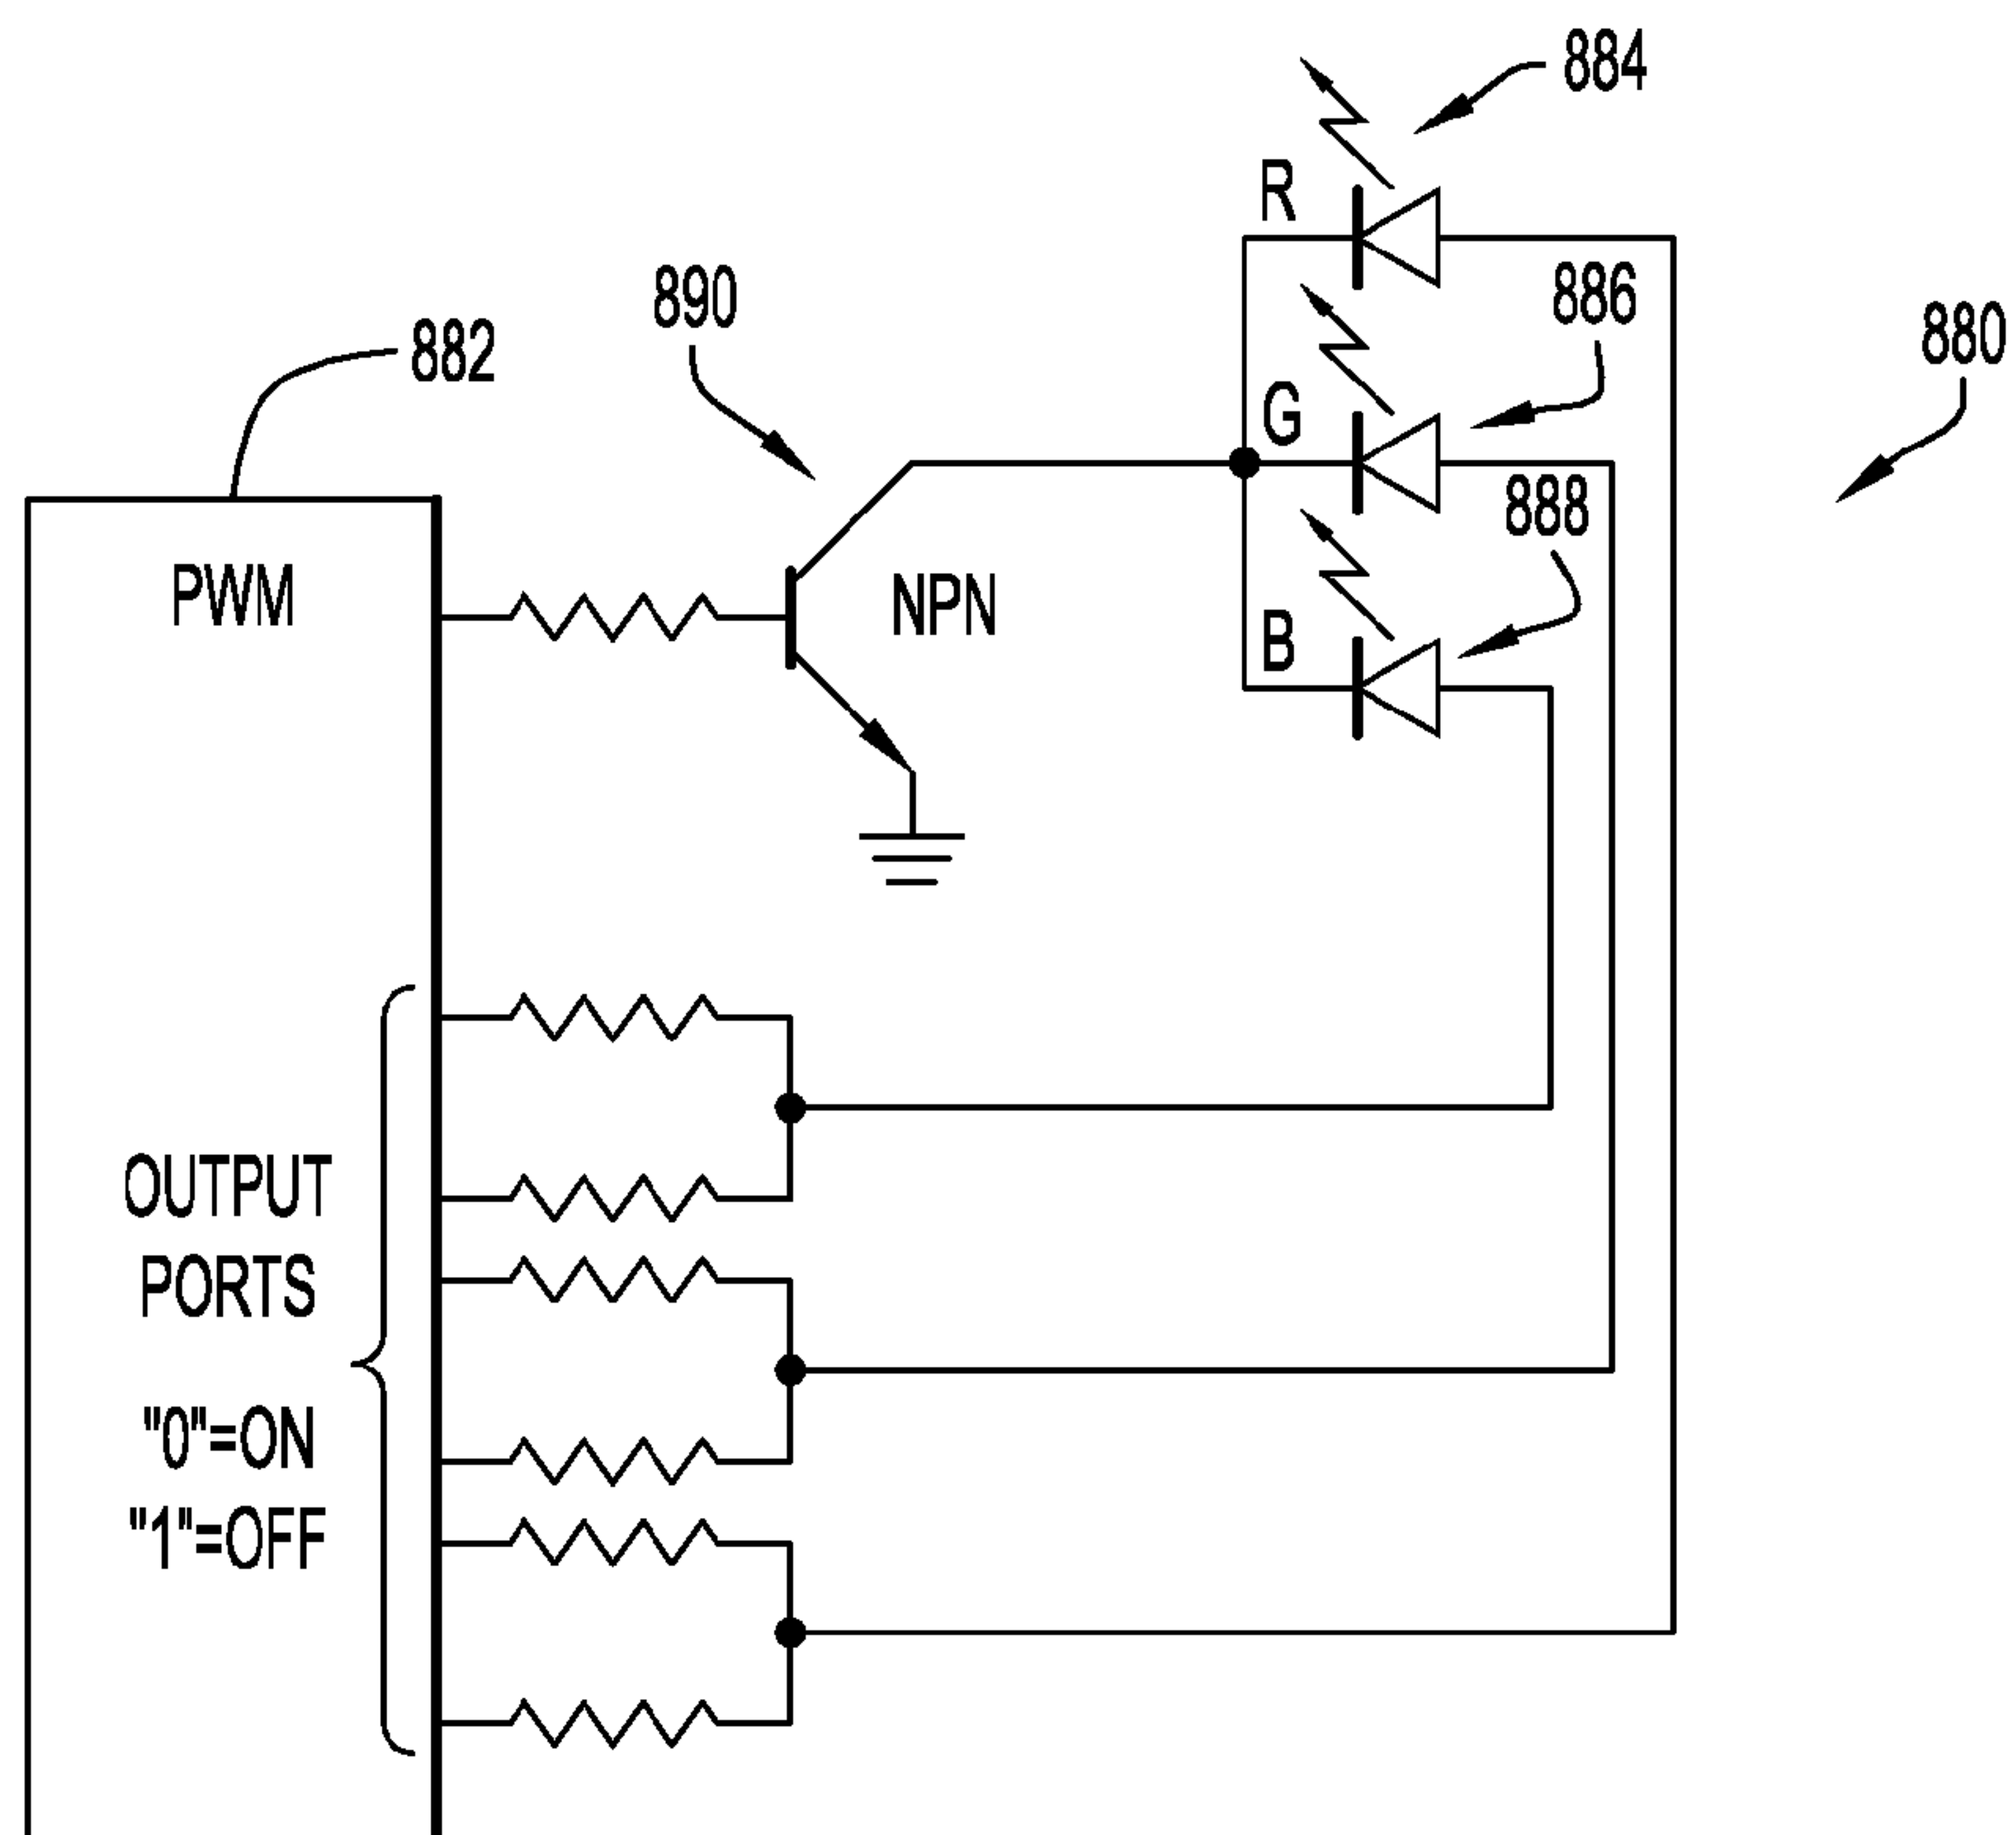 884
R
890
886
882
880
G
888
PWM
NPN
B
OUTPUT
PORTS
"0"=ON
"1"=OFF